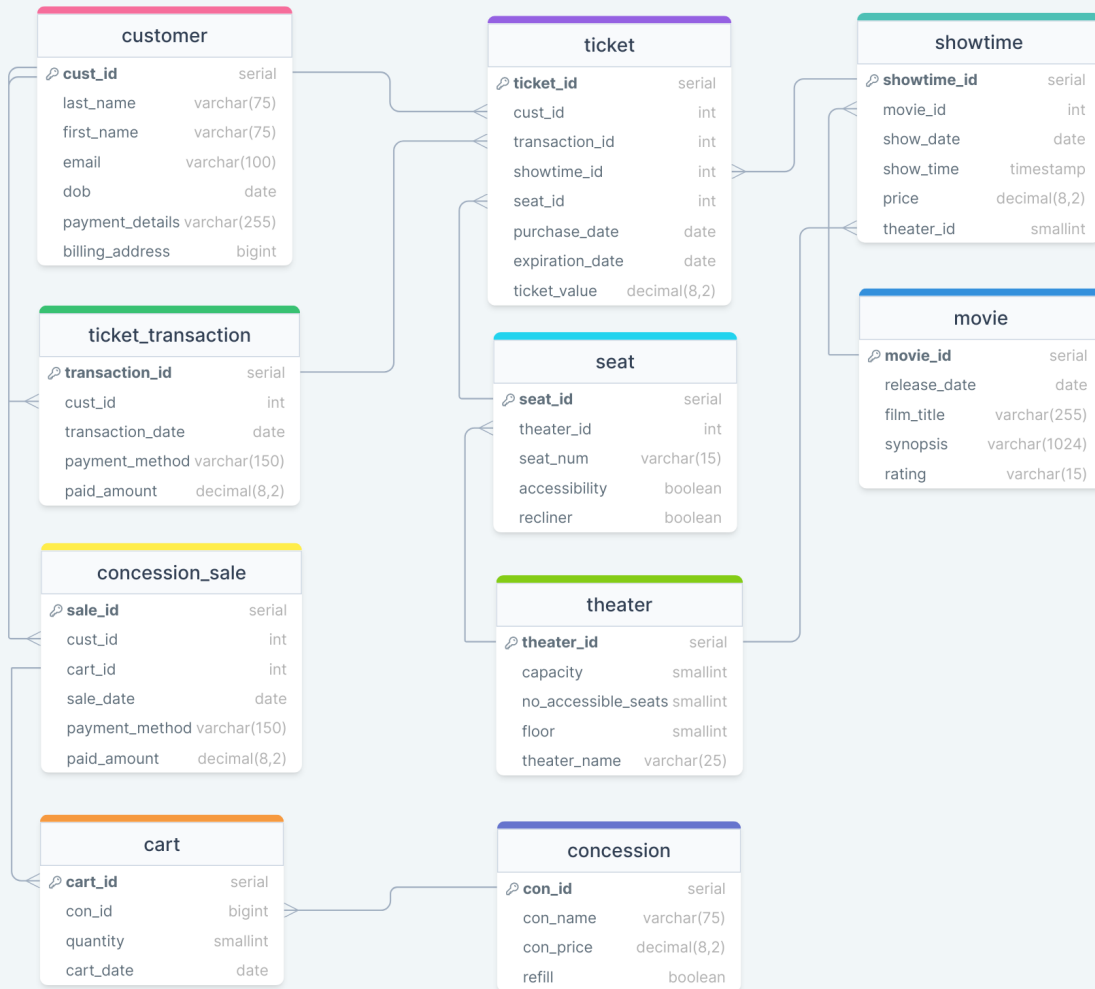 customer
cust_id serial
last_name varchar(75)
first_name varchar(75)
email varchar(100)
dob date
payment_details varchar(255)
billing_address bigint
ticket_transaction
transaction_id serial
cust_id int
transaction_date date
payment_method varchar(150)
paid_amount decimal(8,2)
concession_sale
sale_id serial
cust_id int
cart_id int
sale_date date
payment_method varchar(150)
paid_amount decimal(8,2)
cart
cart_id serial
con_id bigint
quantity smallint
cart_date date
ticket
ticket_id serial
cust_id int
transaction_id int
showtime_id int
seat_id int
purchase_date date
expiration_date date
ticket_value decimal(8,2)
seat
seat_id serial
theater_id int
seat_num varchar(15)
accessibility boolean
recliner boolean
theater
theater_id serial
capacity smallint
no_accessible_seats smallint
floor smallint
theater_name varchar(25)
concession
con_id serial
con_name varchar(75)
con_price decimal(8,2)
refill boolean
showtime
showtime_id serial
movie_id int
show_date date
show_time timestamp
price decimal(8,2)
theater_id smallint
movie
movie_id serial
release_date date
film_title varchar(255)
synopsis varchar(1024)
rating varchar(15)